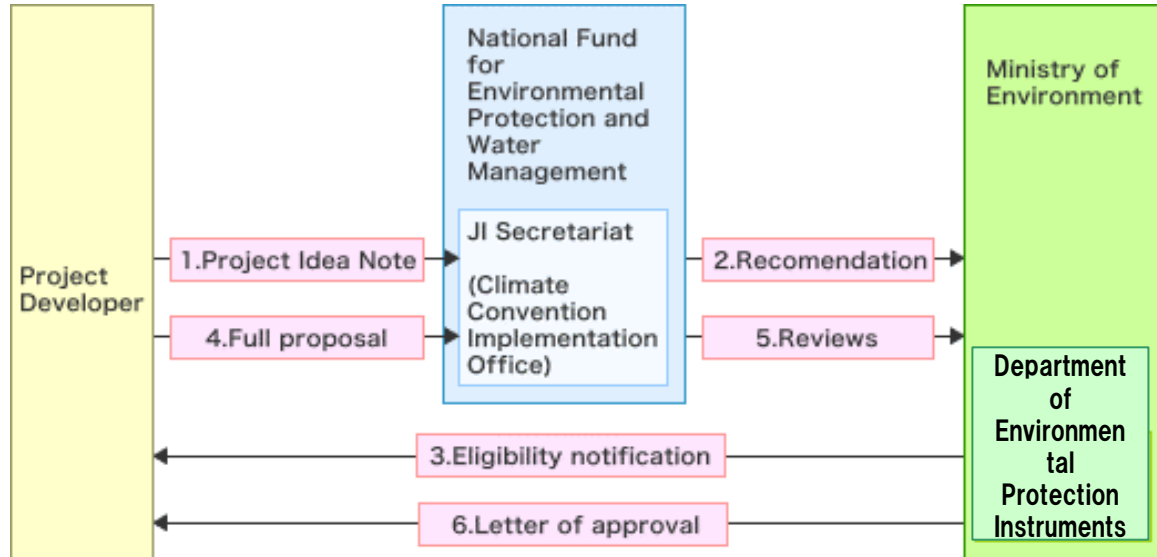 Project
Developer
National Fund
for
Environmental
Protection and
Water
Management
JI Secretariat
(Climate
Convention
Implementation
Office)
Ministry of
Environment
1.Project Idea Note
2.Recomendation
4.Full proposal
5.Reviews
3.Eligibility notification
6.Letter of approval
Department
of
Environmen
tal
Protection
Instruments